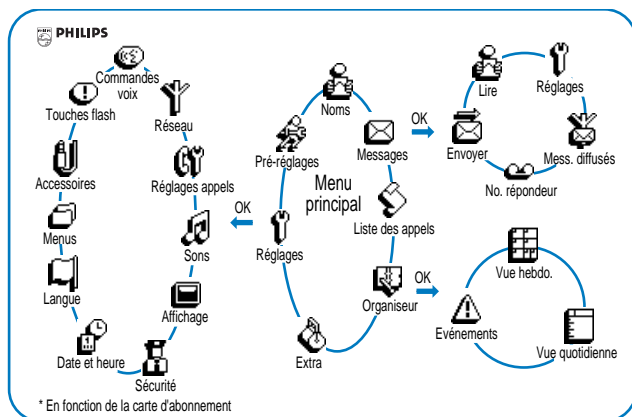 PHILIPS
Commandes
voix
Touches flash
Réseau
Accessoires
Réglages appels
Menus
Sons
Langue
Affichage
Date et heure
Sécurité
* En fonction de la carte d'abonnement
OK
Noms
Pré-réglages
Messages
Menu
principal
Liste des appels
Réglages
Organiseur
Extra
OK
Lire
Réglages
Envoyer
Mess. diffusés
No. répondeur
OK
Vue hebdo.
Evénements
Vue quotidienne